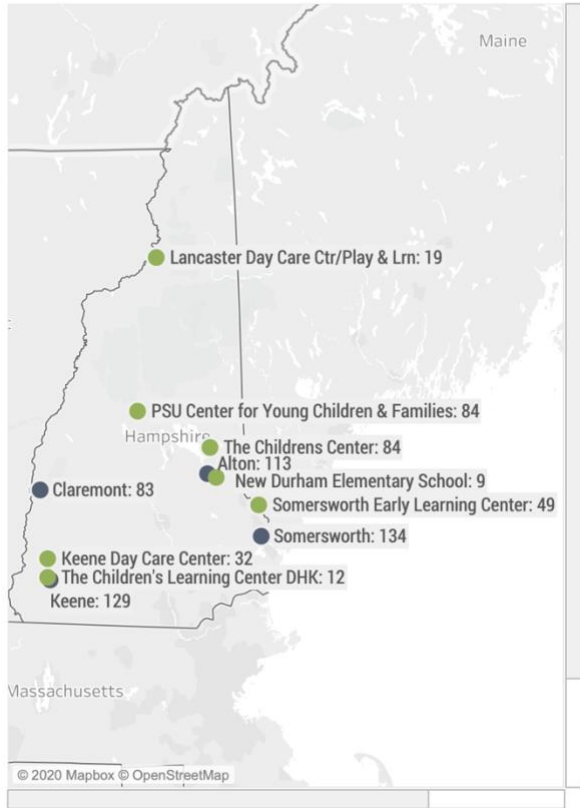 Maine
Lancaster Day Care Ctr/Play & Lrn: 19
PSU Center for Young Children & Families: 84
Hampshire
The Childrens Center: 84
Alton: 113
New Durham Elementary School: 9
Claremont: 83
Somersworth Early Learning Center: 49
Somersworth: 134
Keene Day Care Center: 32
The Children's Learning Center DHK: 12
Keene: 129
Massachusetts
© 2020 Mapbox © OpenStreetMap